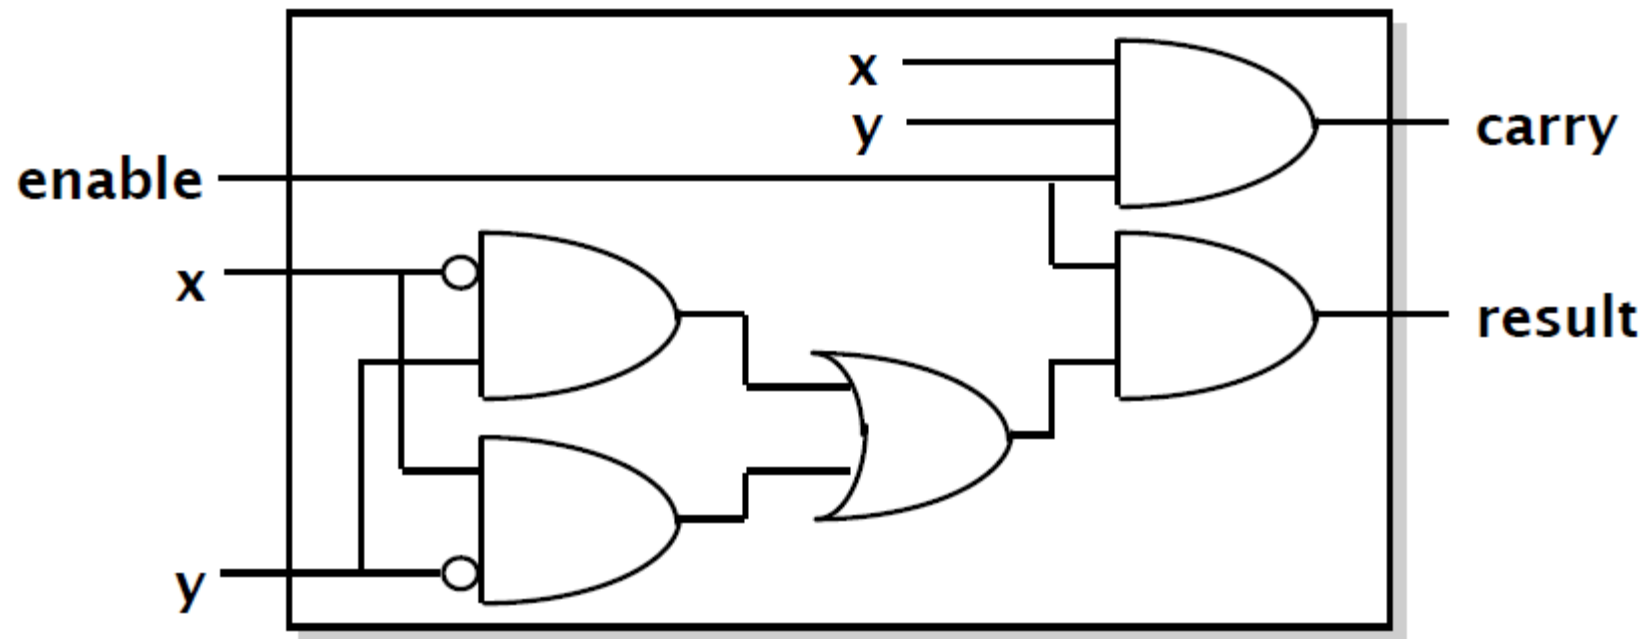 x
y
carry
enable
x
result
y